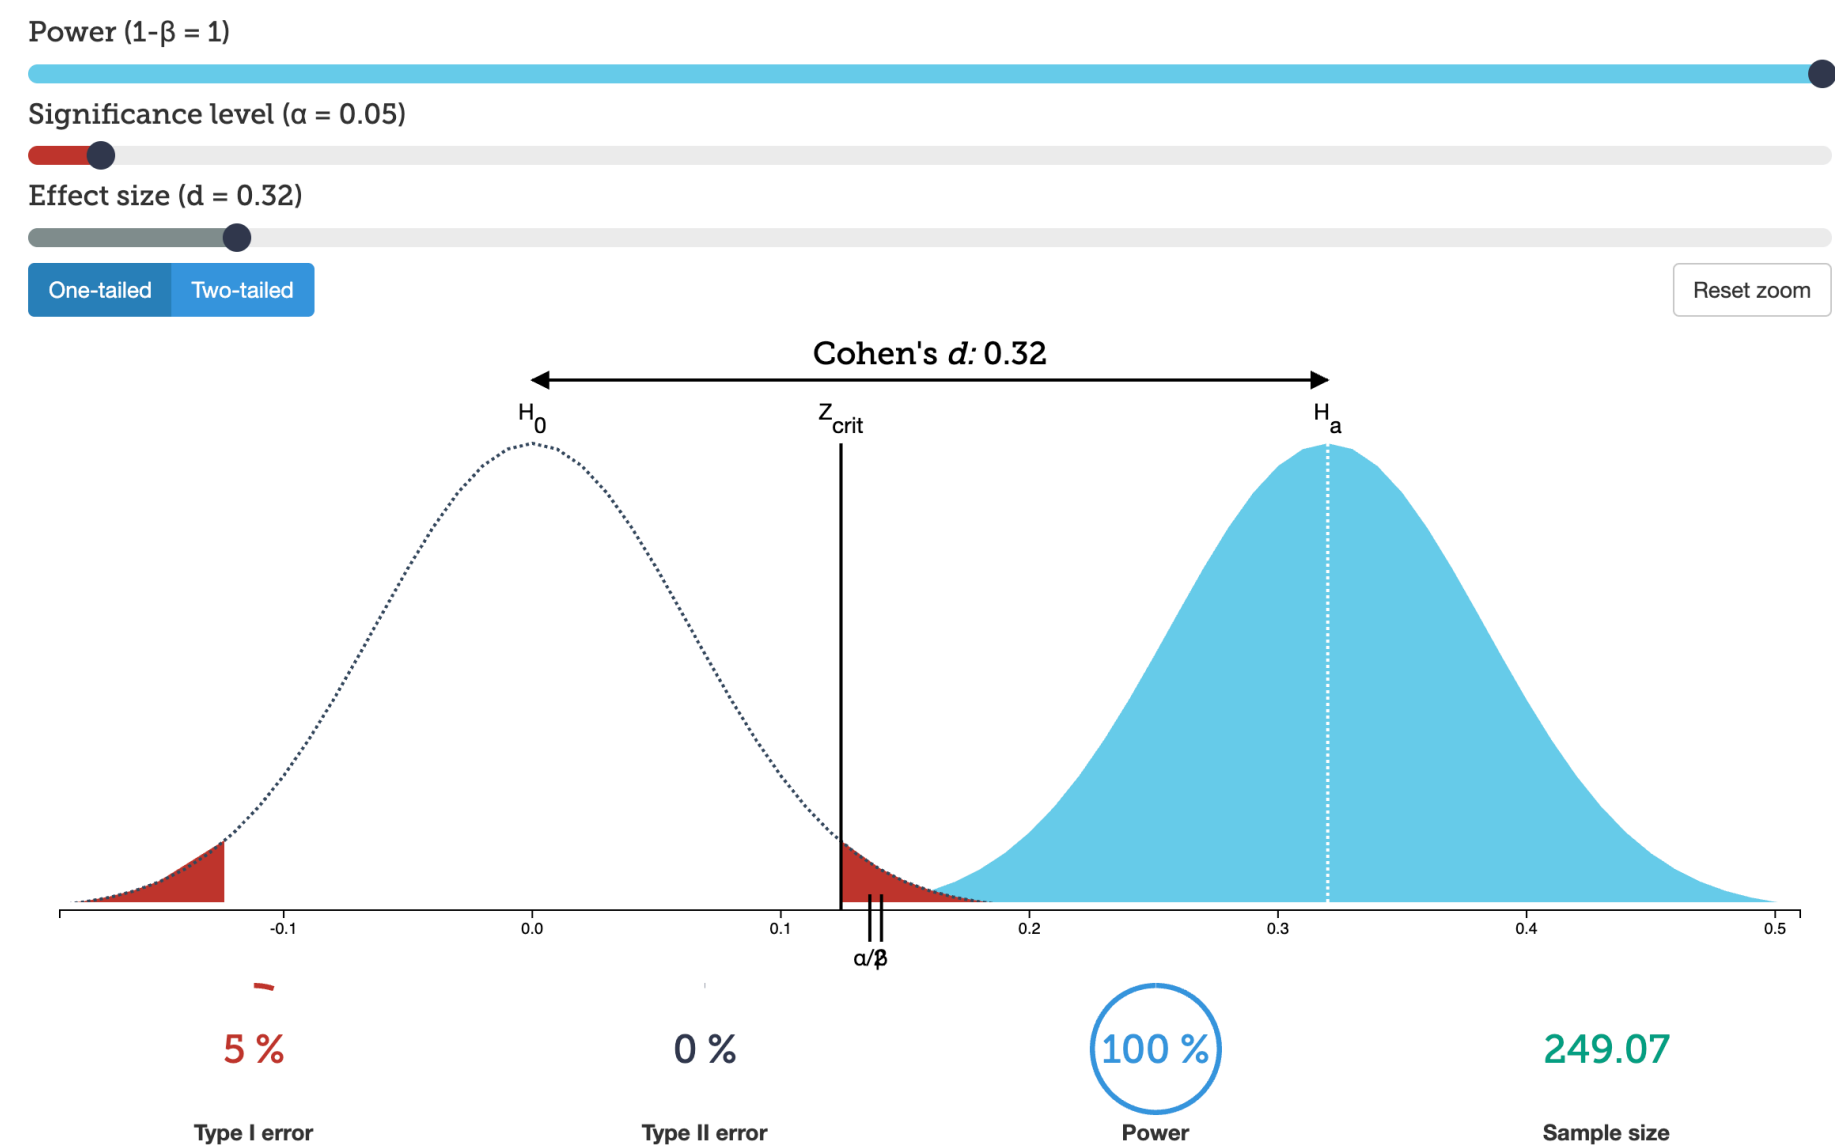 Power (1-β = 1)
Significance level (α = 0.05)
Effect size (d = 0.32)
One-tailed Two-tailed Reset zoom
Cohen's d: 0.32
H0 Zcrit Ha
-0.1 0.0 0.1 0.2 0.3 0.4 0.5
α/2 β
5 % 0 % 100 % 249.07
Type I error Type II error Power Sample size